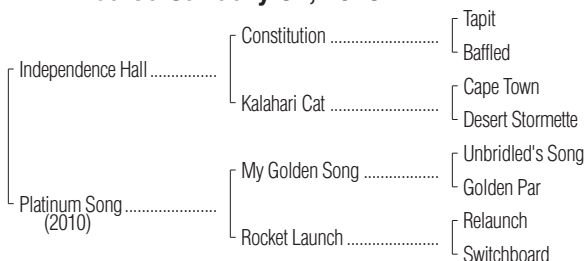 Tapit
Constitution
Baffled
Independence Hall
Cape Town
Kalahari Cat
Desert Stormette
Unbridled's Song
My Golden Song
Golden Par
Platinum Song
(2010)
Relaunch
Rocket Launch
Switchboard